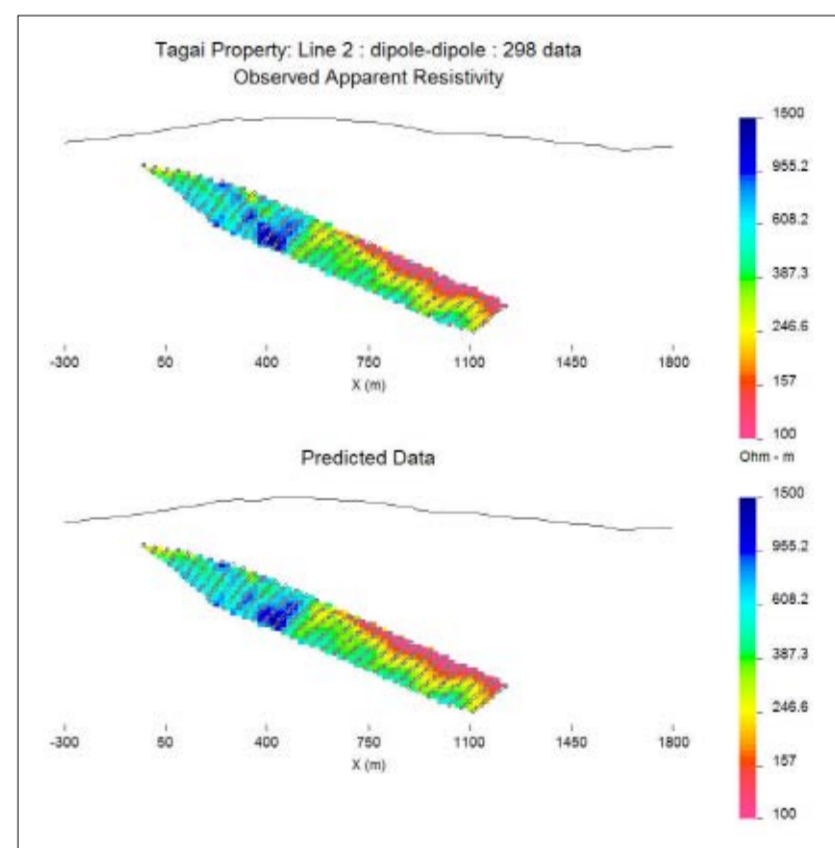 Tagai Property: Line 2 : dipole-dipole : 298 data
Observed Apparent Resistivity
1500
955.2
608.2
387.3
246.6
157
100
Ohm - m
-300 50 400 750 1100 1450 1800
X (m)
Predicted Data
1500
955.2
608.2
387.3
246.6
157
100
-300 50 400 750 1100 1450 1800
X (m)